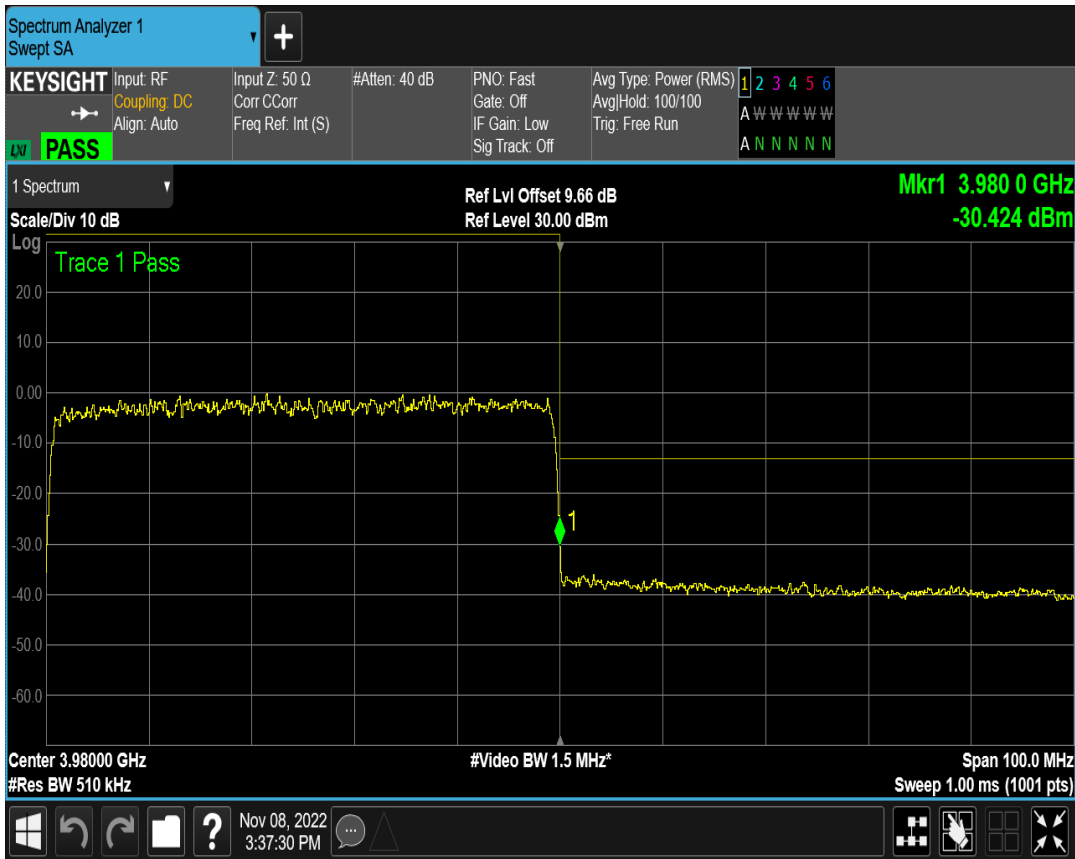 Spectrum Analyzer 1
Swept SA
KEYSIGHT
LXI PASS
Input: RF
Coupling: DC
Align: Auto
Input Z: 50 Ω
Corr CCorr
Freq Ref: Int (S)
#Atten: 40 dB
PNO: Fast
Gate: Off
IF Gain: Low
Sig Track: Off
Avg Type: Power (RMS)
Avg|Hold: 100/100
Trig: Free Run
1 2 3 4 5 6
A W W W W W
A N N N N N
1 Spectrum
Scale/Div 10 dB
Ref Lvl Offset 9.66 dB
Ref Level 30.00 dBm
Mkr1 3.980 0 GHz
-30.424 dBm
Log
Trace 1 Pass
20.0
10.0
0.00
-10.0
-20.0
1
-30.0
-40.0
-50.0
-60.0
Center 3.98000 GHz
#Res BW 510 kHz
#Video BW 1.5 MHz*
Span 100.0 MHz
Sweep 1.00 ms (1001 pts)
?
Nov 08, 2022
3:37:30 PM